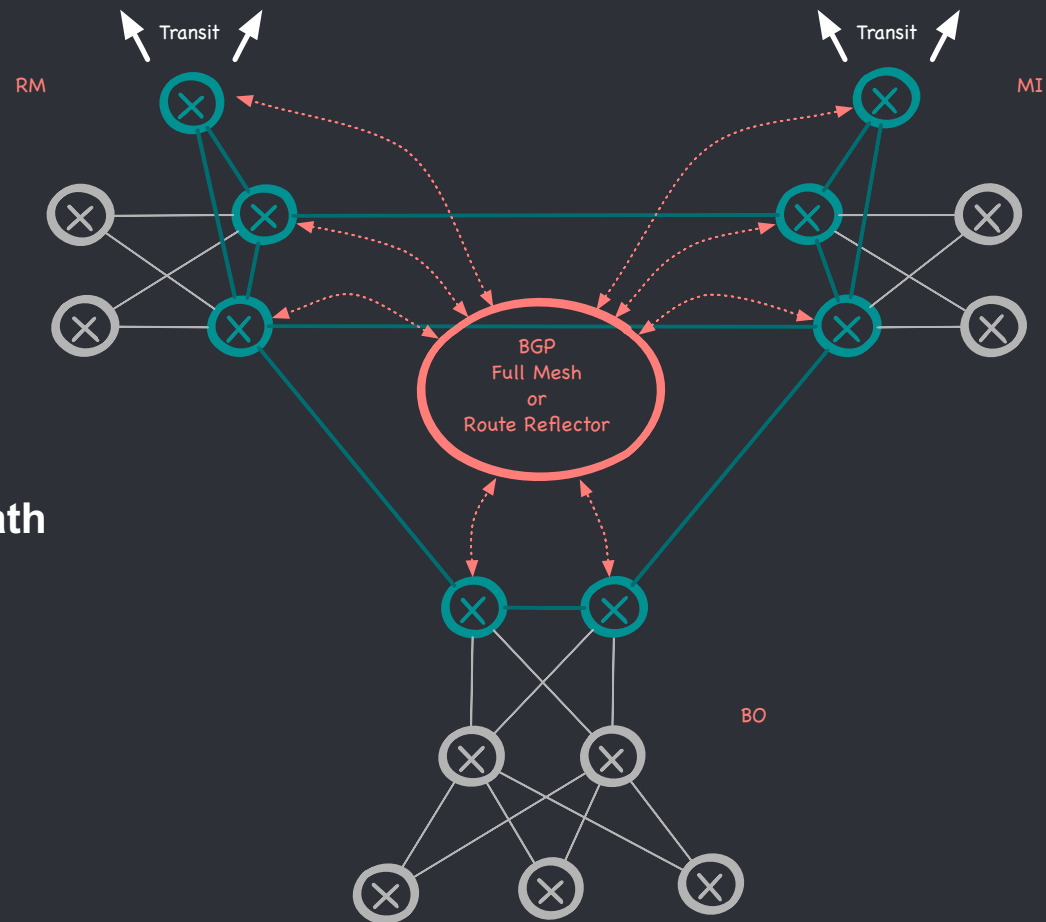 Transit
Transit
RM
MI
BGP
Full Mesh
or
Route Reflector
BO